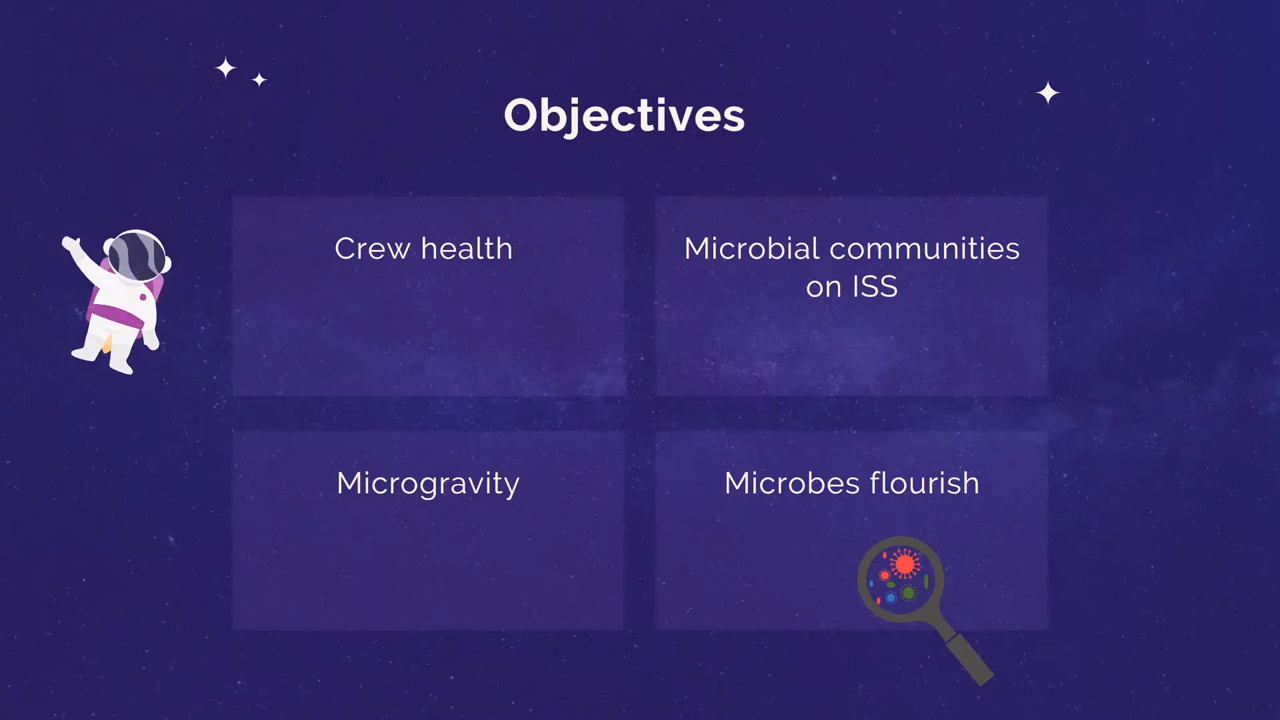 Objectives
Crew health
Microbial communities
on ISS
Microgravity
Microbes flourish